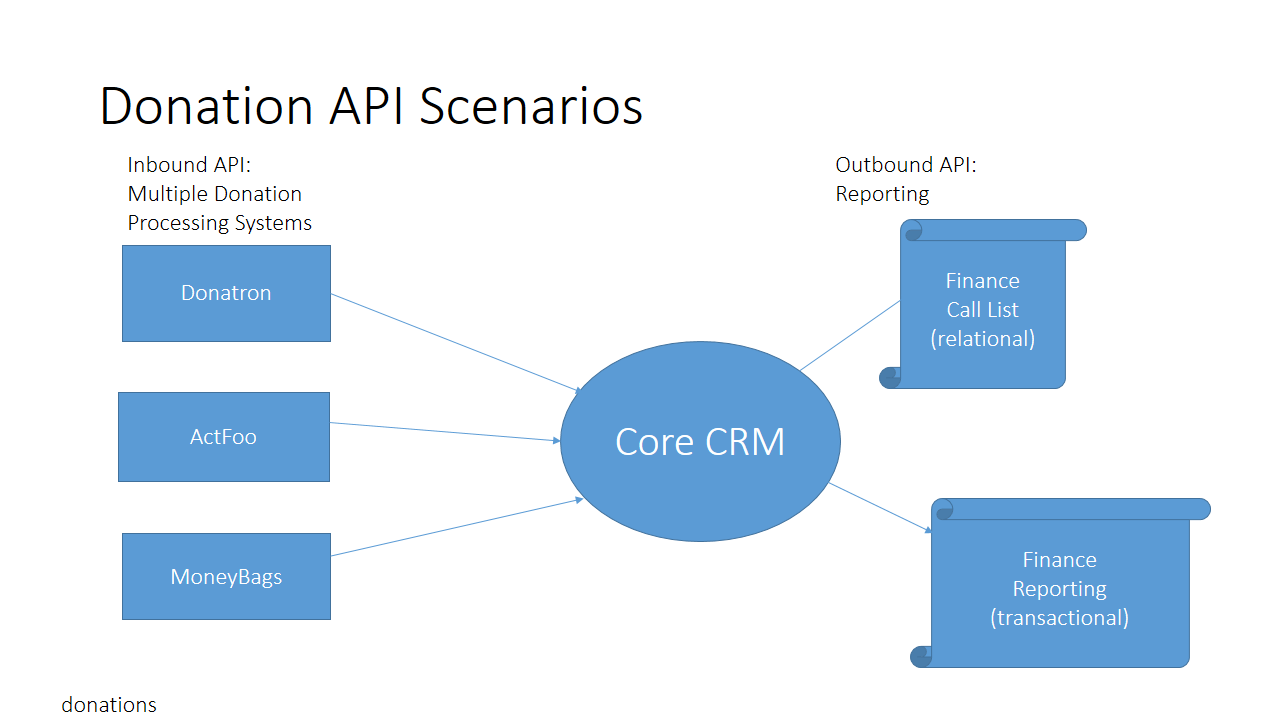 Donation API Scenarios
Inbound API:
Multiple Donation
Processing Systems
Donatron
ActFoo
MoneyBags
Core CRM
Outbound API:
Reporting
Finance
Call List
(relational)
Finance
Reporting
(transactional)
donations